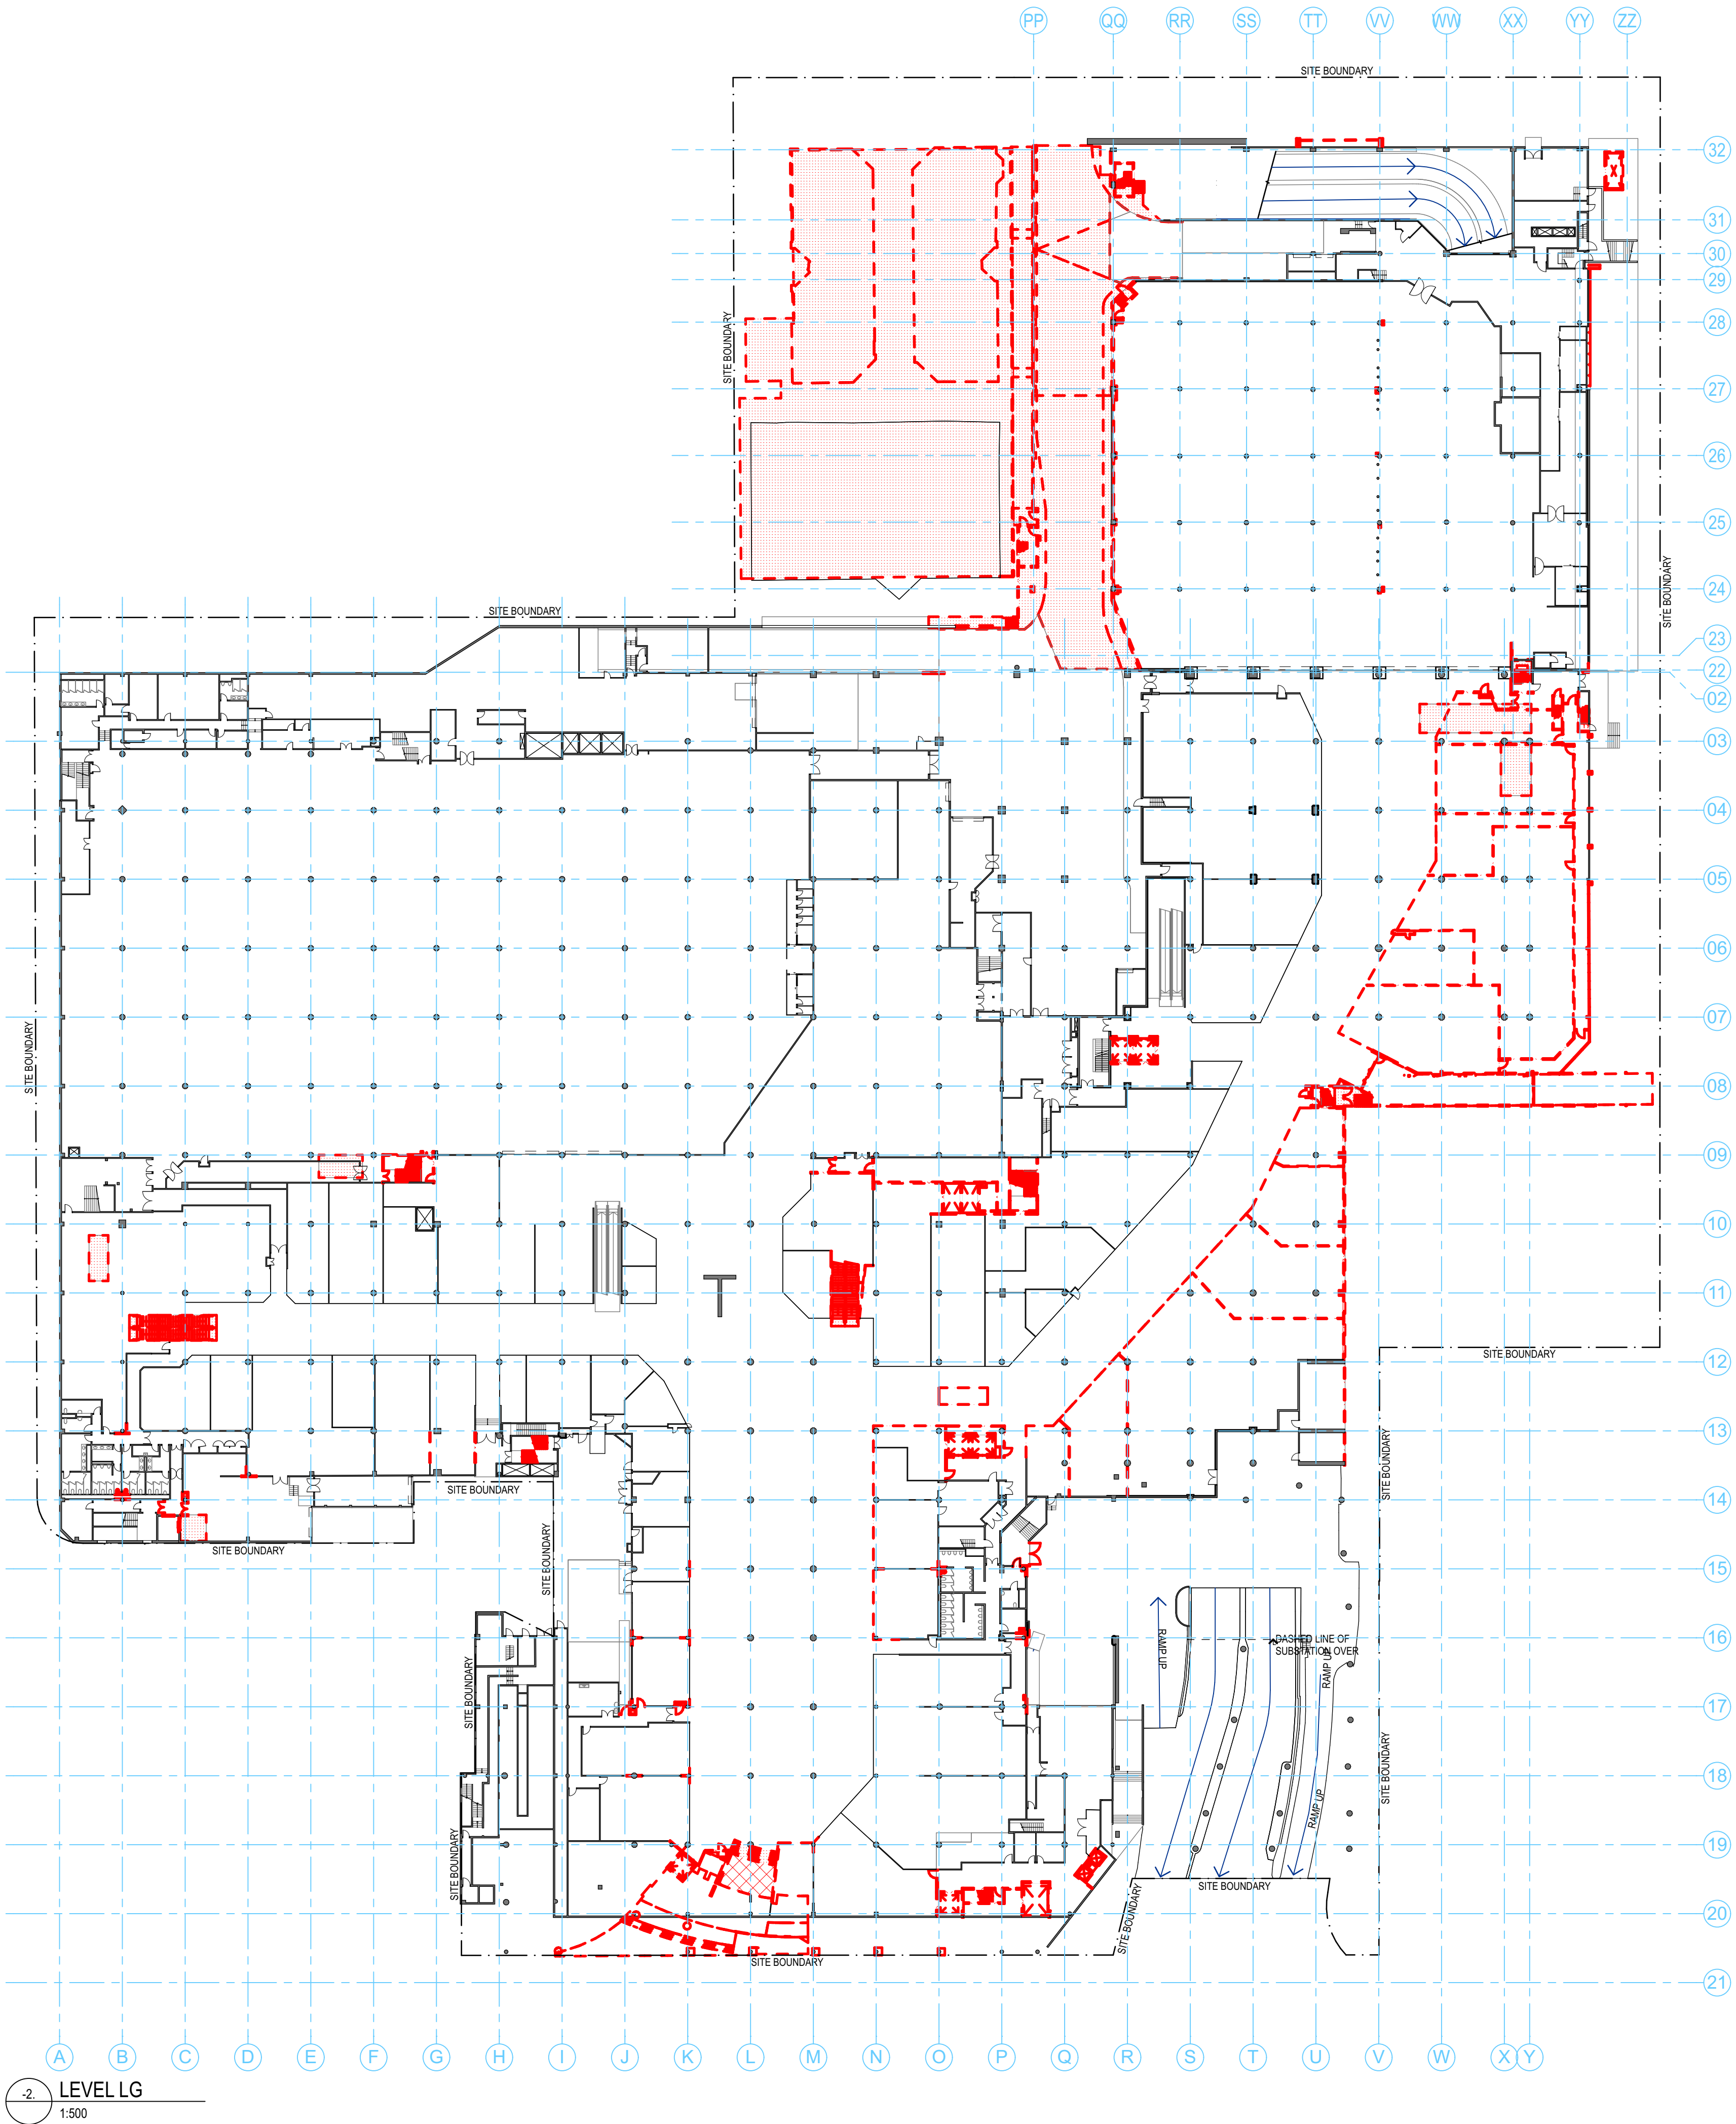 PP QQ RR SS TT VV WW XX YY ZZ
SITE BOUNDARY
32
31
30
29
28
SITE BOUNDARY
27
26
25
24
SITE BOUNDARY
SITE BOUNDARY
23
22
02
03
04
05
06
07
SITE BOUNDARY
08
09
10
11
SITE BOUNDARY
12
13
SITE BOUNDARY
SITE BOUNDARY
14
SITE BOUNDARY
SITE BOUNDARY
15
16
RAMP UP
DASHED LINE OF
SUBSTATION OVER
RAMP UP
SITE BOUNDARY
17
SITE BOUNDARY
18
RAMP UP
19
SITE BOUNDARY
SITE BOUNDARY
20
SITE BOUNDARY
SITE BOUNDARY
21
A B C D E F G H I J K L M N O P Q R S T U V W X Y
-2. LEVEL LG
1:500